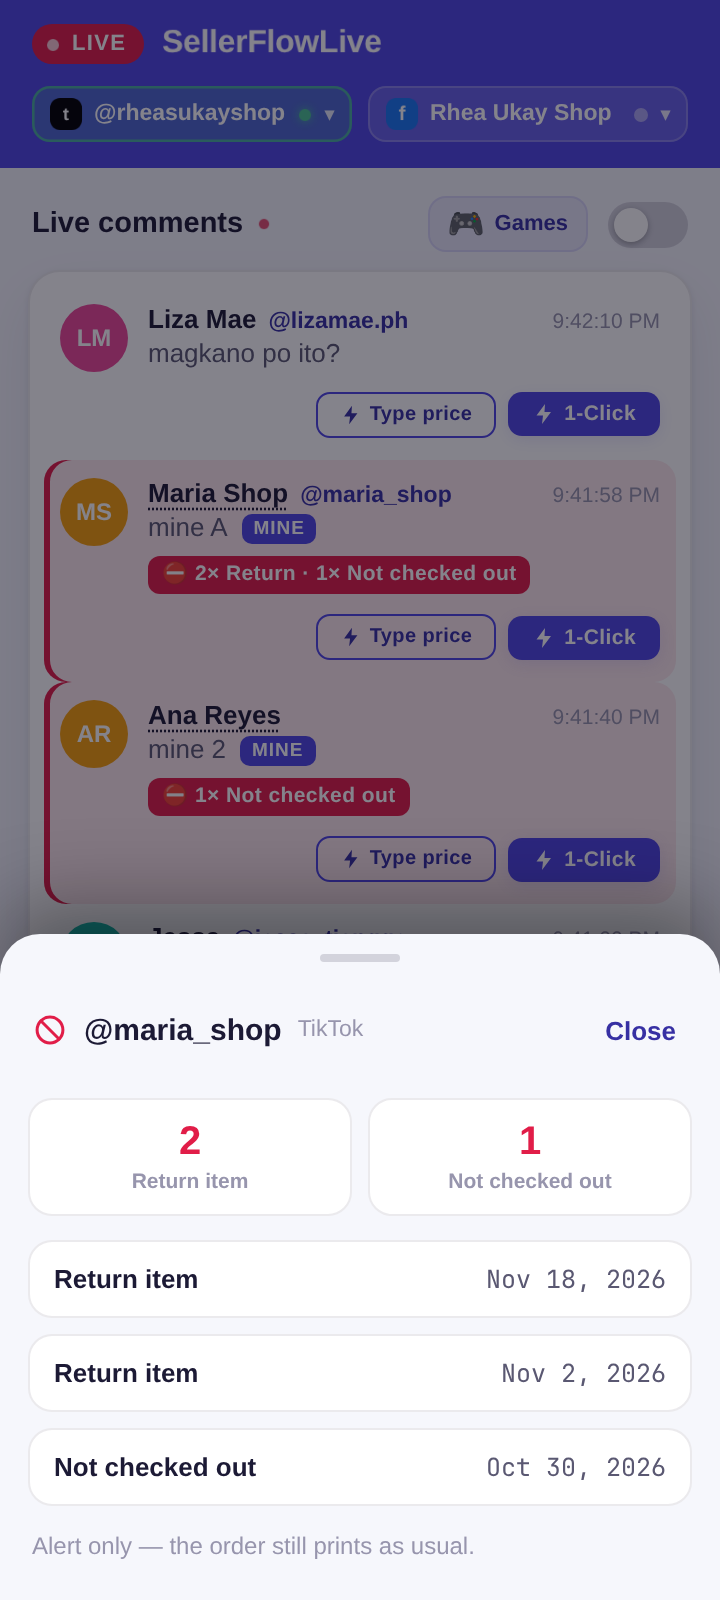 LIVE SellerFlowLive
t @rheasukayshop ▾ f Rhea Ukay Shop ▾
Live comments 🎮 Games
LM Liza Mae @lizamae.ph 9:42:10 PM
magkano po ito?
Type price 1-Click
MS Maria Shop @maria_shop 9:41:58 PM
mine A MINE
⛔ 2× Return · 1× Not checked out
Type price 1-Click
AR Ana Reyes 9:41:40 PM
mine 2 MINE
⛔ 1× Not checked out
Type price 1-Click
@maria_shop TikTok Close
2 1
Return item Not checked out
Return item Nov 18, 2026
Return item Nov 2, 2026
Not checked out Oct 30, 2026
Alert only — the order still prints as usual.